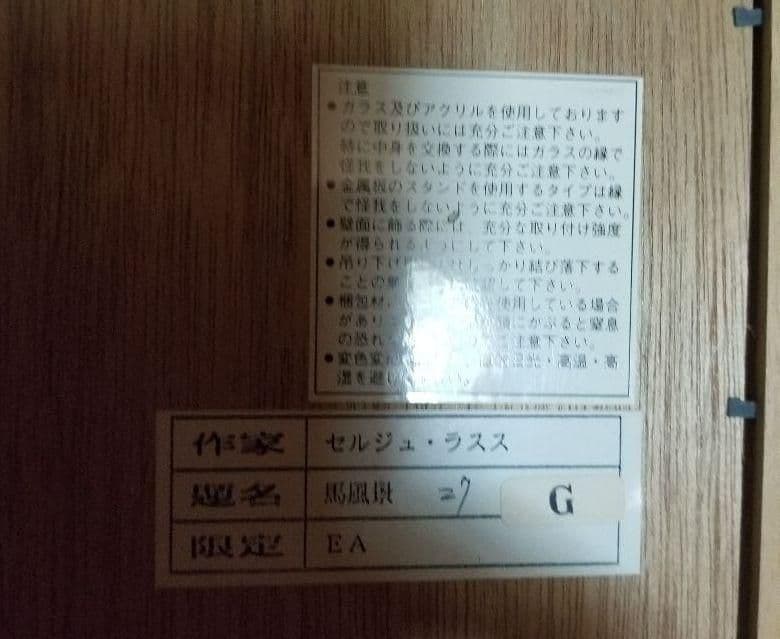 注意
●ガラス及びアクリルを使用しております
ので取り扱いには充分ご注意下さい。
特に中身を交換する際にはガラスの縁で
怪我をしないように充分ご注意下さい。
●金属板のスタンドを使用するタイプは縁
で怪我をしないように充分ご注意下さい。
●壁面に飾る際には 充分な取り付け強度
が得られるようにして下さい。
●吊り下げ しっかり結び落下する
ことの して下さい。
●梱包材 使用している場合
があり 頭にかぶると窒息
の恐れ ご注意下さい。
●変色変 光・高温・高
湿を避 い。
作家 セルジュ・ラスス
題名 馬風景 G
限定 EA